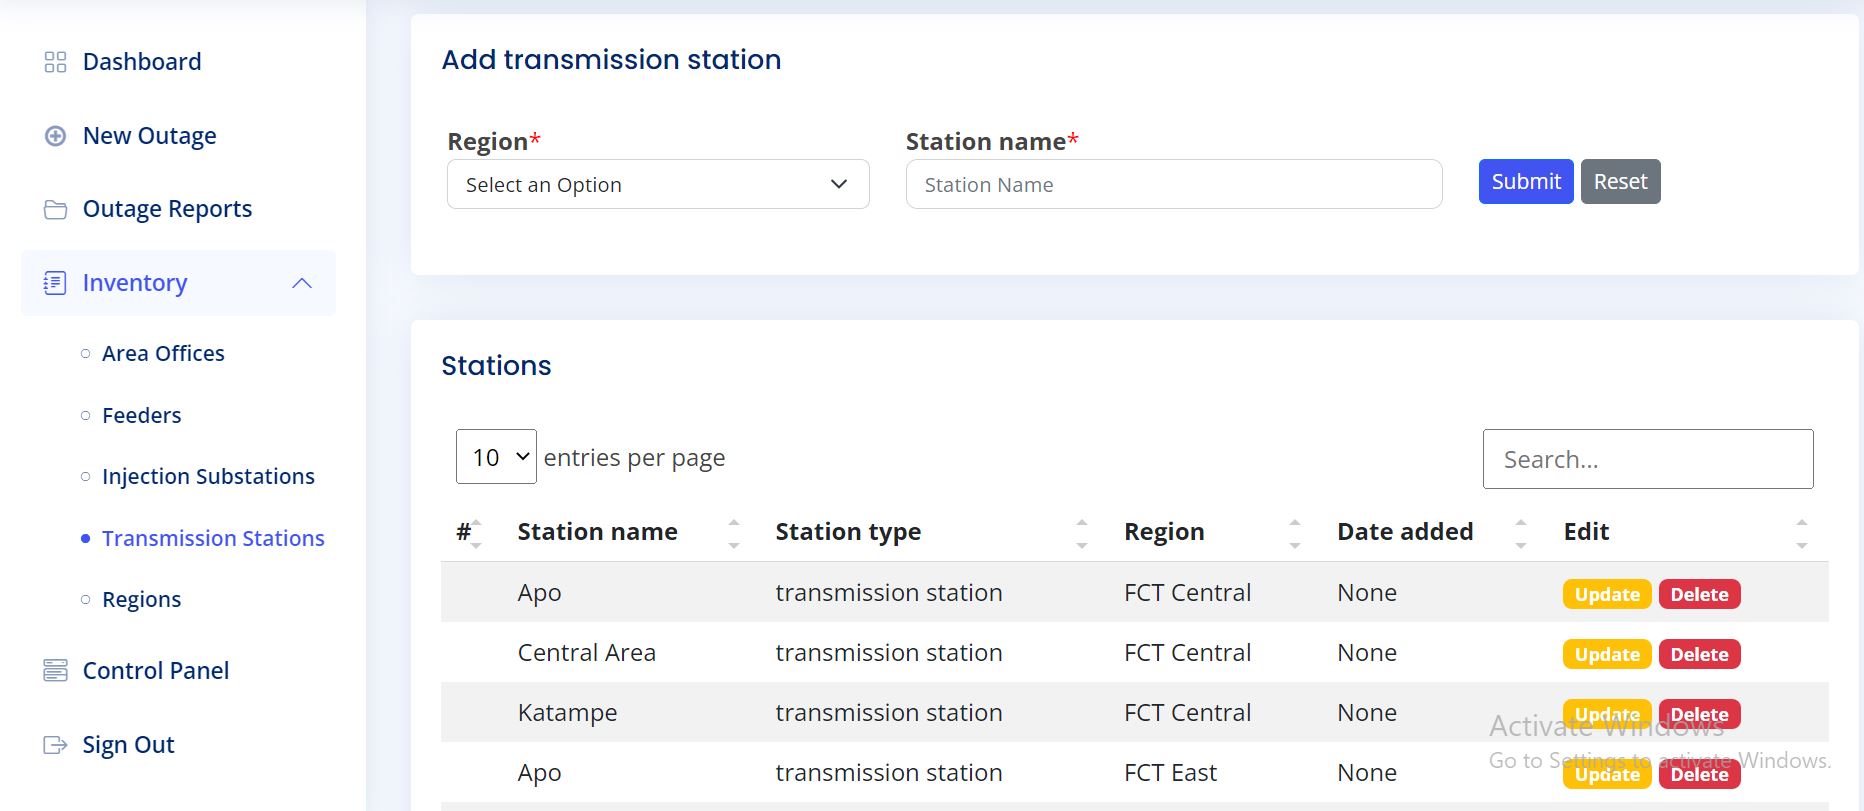 Dashboard
New Outage
Outage Reports
Inventory
Area Offices
Feeders
Injection Substations
Transmission Stations
Regions
Control Panel
Sign Out
Add transmission station
Region* Station name*
Select an Option Station Name Submit Reset
Stations
10 entries per page Search...
# Station name Station type Region Date added Edit
Apo transmission station FCT Central None Update Delete
Central Area transmission station FCT Central None Update Delete
Katampe transmission station FCT Central None Update Delete
Apo transmission station FCT East None Update Delete
Activate Windows
Go to Settings to activate Windows.